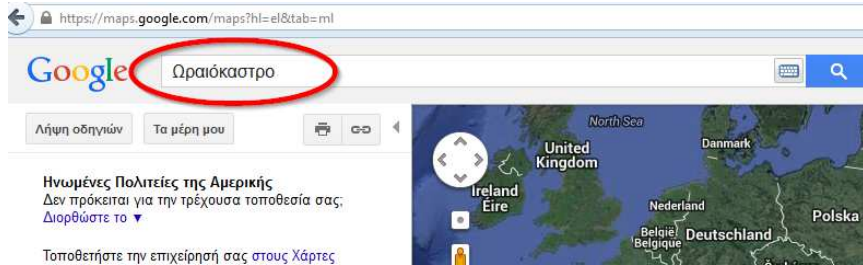 https://maps.google.com/maps?hl=el&tab=ml
Google Ωραιόκαστρο
Λήψη οδηγιών Τα μέρη μου
Ηνωμένες Πολιτείες της Αμερικής
Δεν πρόκειται για την τρέχουσα τοποθεσία σας;
Διορθώστε το ▼
Τοποθετήστε την επιχείρησή σας στους Χάρτες
North Sea
United
Kingdom
Danmark
Ireland
Éire
Nederland
Polska
België
Belgique
Deutschland